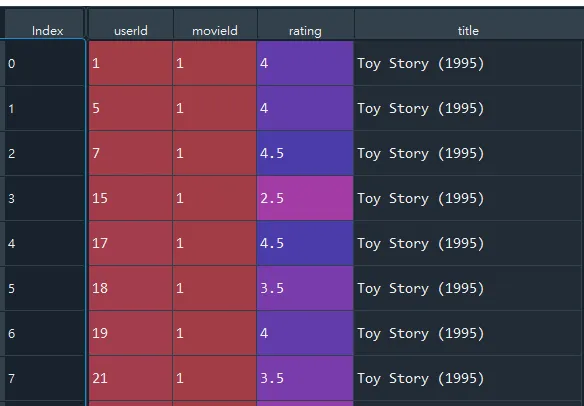 Index userId movieId rating title
0 1 1 4 Toy Story (1995)
1 5 1 4 Toy Story (1995)
2 7 1 4.5 Toy Story (1995)
3 15 1 2.5 Toy Story (1995)
4 17 1 4.5 Toy Story (1995)
5 18 1 3.5 Toy Story (1995)
6 19 1 4 Toy Story (1995)
7 21 1 3.5 Toy Story (1995)